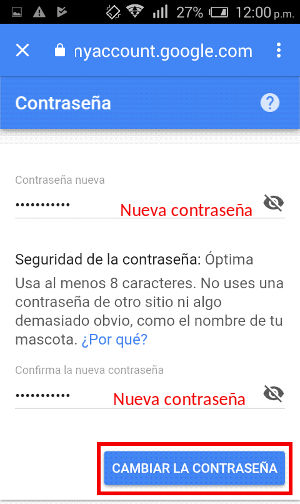 27% 12:00 p.m.
nyaccount.google.com
Contraseña
Contraseña nueva
•••••••••••
Nueva contraseña
Seguridad de la contraseña: Óptima
Usa al menos 8 caracteres. No uses una
contraseña de otro sitio ni algo
demasiado obvio, como el nombre de tu
mascota. ¿Por qué?
Confirma la nueva contraseña
•••••••••••
Nueva contraseña
CAMBIAR LA CONTRASEÑA